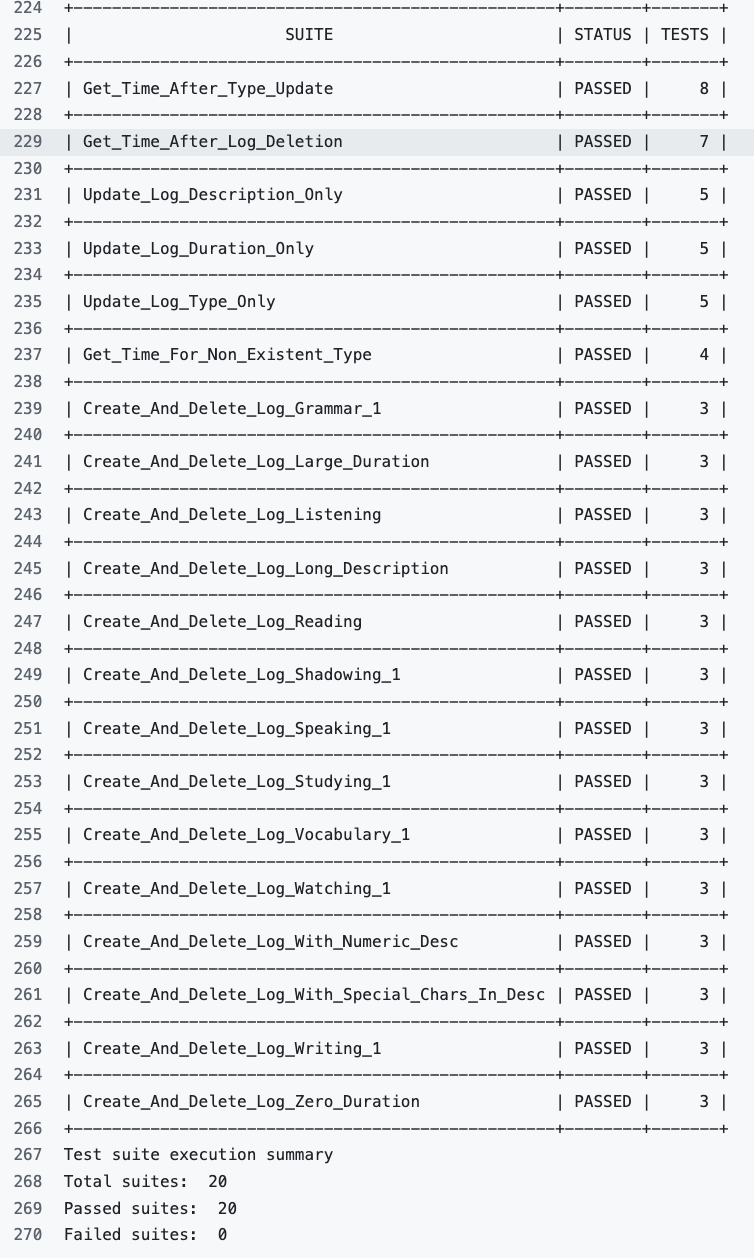 224 +--------------------------------------------------+--------+-------+
225 |                      SUITE                       | STATUS | TESTS |
226 +--------------------------------------------------+--------+-------+
227 | Get_Time_After_Type_Update                       | PASSED |     8 |
228 +--------------------------------------------------+--------+-------+
229 | Get_Time_After_Log_Deletion                      | PASSED |     7 |
230 +--------------------------------------------------+--------+-------+
231 | Update_Log_Description_Only                      | PASSED |     5 |
232 +--------------------------------------------------+--------+-------+
233 | Update_Log_Duration_Only                         | PASSED |     5 |
234 +--------------------------------------------------+--------+-------+
235 | Update_Log_Type_Only                             | PASSED |     5 |
236 +--------------------------------------------------+--------+-------+
237 | Get_Time_For_Non_Existent_Type                   | PASSED |     4 |
238 +--------------------------------------------------+--------+-------+
239 | Create_And_Delete_Log_Grammar_1                  | PASSED |     3 |
240 +--------------------------------------------------+--------+-------+
241 | Create_And_Delete_Log_Large_Duration             | PASSED |     3 |
242 +--------------------------------------------------+--------+-------+
243 | Create_And_Delete_Log_Listening                  | PASSED |     3 |
244 +--------------------------------------------------+--------+-------+
245 | Create_And_Delete_Log_Long_Description           | PASSED |     3 |
246 +--------------------------------------------------+--------+-------+
247 | Create_And_Delete_Log_Reading                    | PASSED |     3 |
248 +--------------------------------------------------+--------+-------+
249 | Create_And_Delete_Log_Shadowing_1                | PASSED |     3 |
250 +--------------------------------------------------+--------+-------+
251 | Create_And_Delete_Log_Speaking_1                 | PASSED |     3 |
252 +--------------------------------------------------+--------+-------+
253 | Create_And_Delete_Log_Studying_1                 | PASSED |     3 |
254 +--------------------------------------------------+--------+-------+
255 | Create_And_Delete_Log_Vocabulary_1               | PASSED |     3 |
256 +--------------------------------------------------+--------+-------+
257 | Create_And_Delete_Log_Watching_1                 | PASSED |     3 |
258 +--------------------------------------------------+--------+-------+
259 | Create_And_Delete_Log_With_Numeric_Desc          | PASSED |     3 |
260 +--------------------------------------------------+--------+-------+
261 | Create_And_Delete_Log_With_Special_Chars_In_Desc | PASSED |     3 |
262 +--------------------------------------------------+--------+-------+
263 | Create_And_Delete_Log_Writing_1                  | PASSED |     3 |
264 +--------------------------------------------------+--------+-------+
265 | Create_And_Delete_Log_Zero_Duration              | PASSED |     3 |
266 +--------------------------------------------------+--------+-------+
267 Test suite execution summary
268 Total suites:  20
269 Passed suites:  20
270 Failed suites:  0